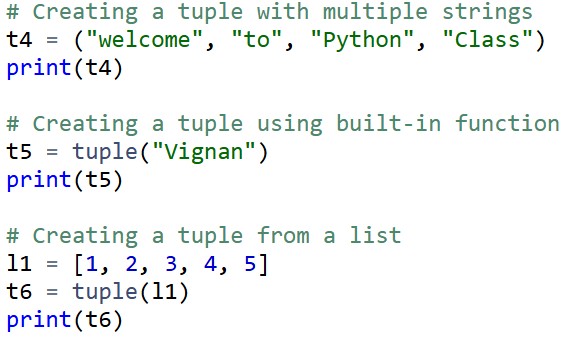 # Creating a tuple with multiple strings
t4 = ("welcome", "to", "Python", "Class")
print(t4)
# Creating a tuple using built-in function
t5 = tuple("Vignan")
print(t5)
# Creating a tuple from a list
l1 = [1, 2, 3, 4, 5]
t6 = tuple(l1)
print(t6)